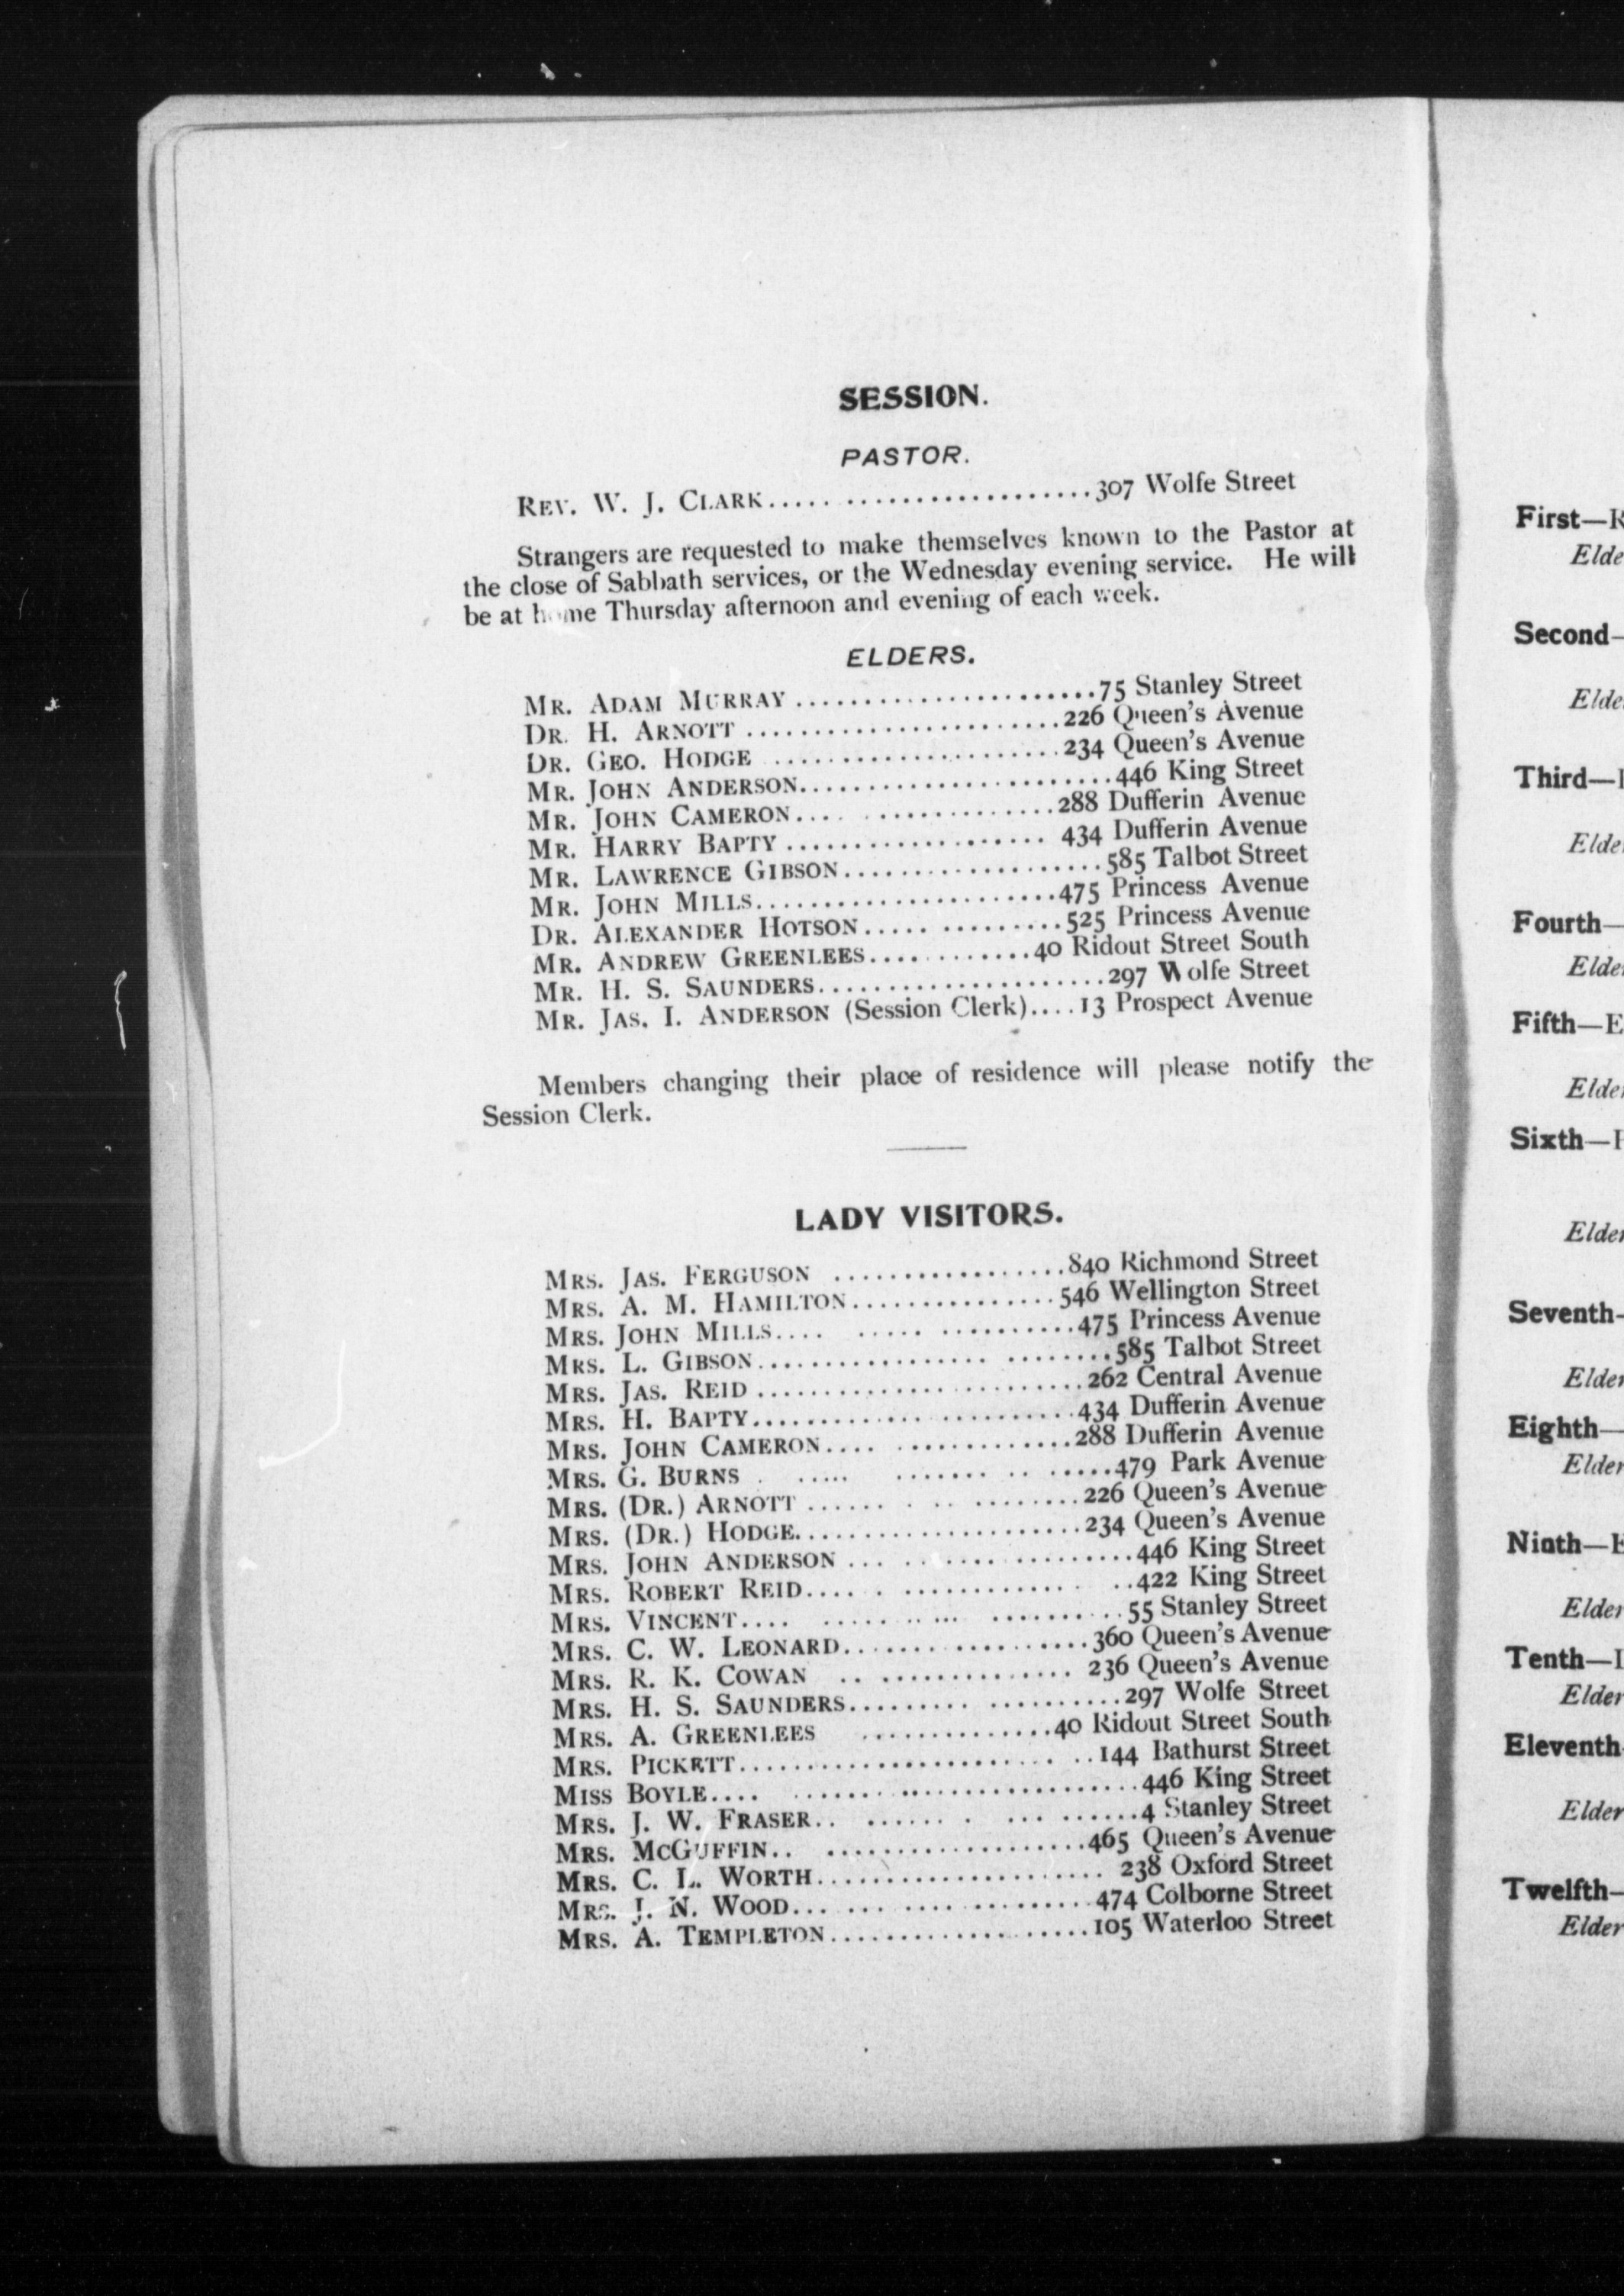 SESSION.
PASTOR.
REV. W. J. CLARK..........................307 Wolfe Street
Strangers are requested to make themselves known to the Pastor at
the close of Sabbath services, or the Wednesday evening service. He will
be at home Thursday afternoon and evening of each week.
ELDERS.
MR. ADAM MURRAY ......................75 Stanley Street
DR. H. ARNOTT .......................226 Queen's Avenue
DR. GEO. HODGE ......................234 Queen's Avenue
MR. JOHN ANDERSON.......................446 King Street
MR. JOHN CAMERON..................288 Dufferin Avenue
MR. HARRY BAPTY ................... 434 Dufferin Avenue
MR. LAWRENCE GIBSON...................585 Talbot Street
MR. JOHN MILLS......................475 Princess Avenue
DR. ALEXANDER HOTSON..............525 Princess Avenue
MR. ANDREW GREENLEES............40 Ridout Street South
MR. H. S. SAUNDERS.....................297 Wolfe Street
MR. JAS. I. ANDERSON (Session Clerk)....13 Prospect Avenue
Members changing their place of residence will please notify the
Session Clerk.
LADY VISITORS.
MRS. JAS. FERGUSON .................840 Richmond Street
MRS. A. M. HAMILTON...............546 Wellington Street
MRS. JOHN MILLS...................475 Princess Avenue
MRS. L. GIBSON.........................585 Talbot Street
MRS. JAS. REID ........................262 Central Avenue
MRS. H. BAPTY.......................434 Dufferin Avenue
MRS. JOHN CAMERON................288 Dufferin Avenue
MRS. G. BURNS ....................479 Park Avenue
MRS. (DR.) ARNOTT .................226 Queen's Avenue
MRS. (DR.) HODGE.....................234 Queen's Avenue
MRS. JOHN ANDERSON ...................446 King Street
MRS. ROBERT REID.....................422 King Street
MRS. VINCENT.........................55 Stanley Street
MRS. C. W. LEONARD..................360 Queen's Avenue
MRS. R. K. COWAN ................ 236 Queen's Avenue
MRS. H. S. SAUNDERS...................297 Wolfe Street
MRS. A. GREENLEES ..............40 Ridout Street South
MRS. PICKETT.........................144 Bathurst Street
MISS BOYLE............................446 King Street
MRS. J. W. FRASER.................4 Stanley Street
MRS. MCGUFFIN.....................465 Queen's Avenue
MRS. C. L. WORTH..................... 238 Oxford Street
MRS. J. N. WOOD...................474 Colborne Street
MRS. A. TEMPLETON...................105 Waterloo Street
First—
Second—
Third—
Fourth—
Fifth—
Sixth—
Seventh-
Eighth—
Elder
Ninth—
Elder
Tenth—
Elder
Eleventh
Elder
Twelfth—
Elder